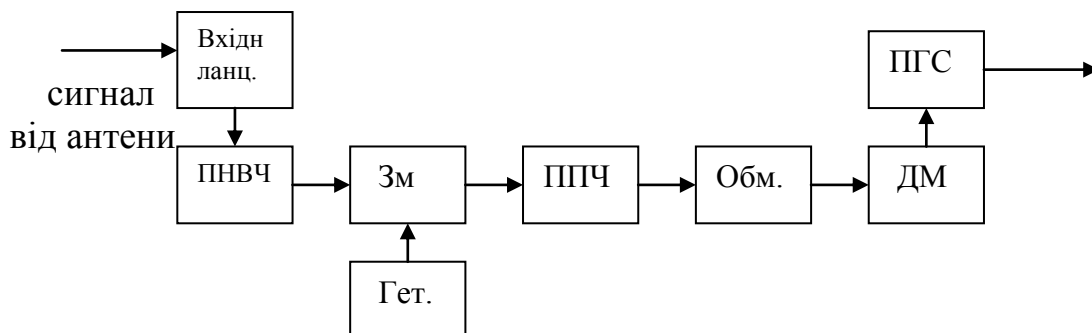 Вхідн
ланц.
сигнал
від антени
ПНВЧ
Зм
ППЧ
Обм.
ДМ
ПГС
Гет.